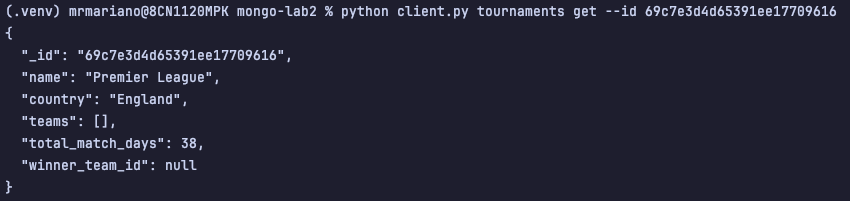 (.venv) mrmariano@8CN1120MPK mongo-lab2 % python client.py tournaments get --id 69c7e3d4d65391ee17709616
{
  "_id": "69c7e3d4d65391ee17709616",
  "name": "Premier League",
  "country": "England",
  "teams": [],
  "total_match_days": 38,
  "winner_team_id": null
}